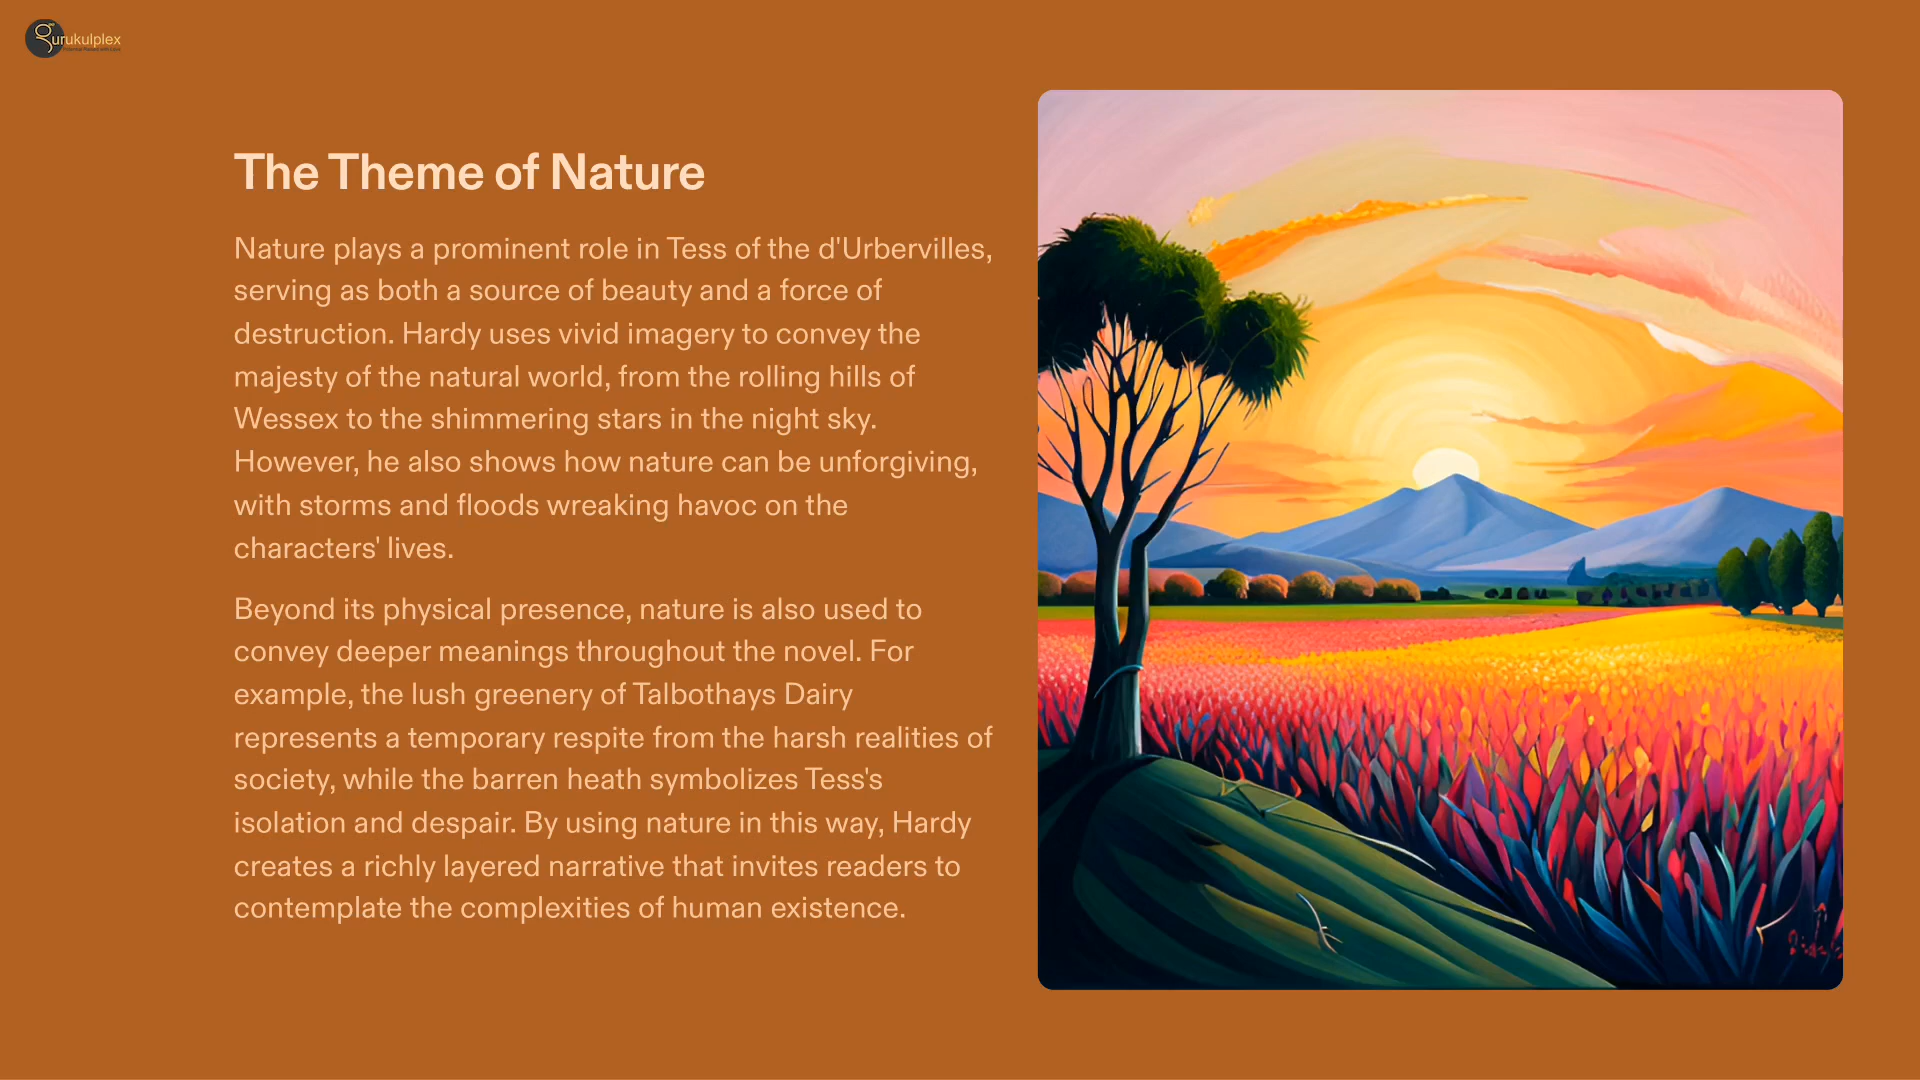 gurukulplex
The Theme of Nature
Nature plays a prominent role in Tess of the d'Urbervilles,
serving as both a source of beauty and a force of
destruction. Hardy uses vivid imagery to convey the
majesty of the natural world, from the rolling hills of
Wessex to the shimmering stars in the night sky.
However, he also shows how nature can be unforgiving,
with storms and floods wreaking havoc on the
characters' lives.
Beyond its physical presence, nature is also used to
convey deeper meanings throughout the novel. For
example, the lush greenery of Talbothays Dairy
represents a temporary respite from the harsh realities of
society, while the barren heath symbolizes Tess's
isolation and despair. By using nature in this way, Hardy
creates a richly layered narrative that invites readers to
contemplate the complexities of human existence.